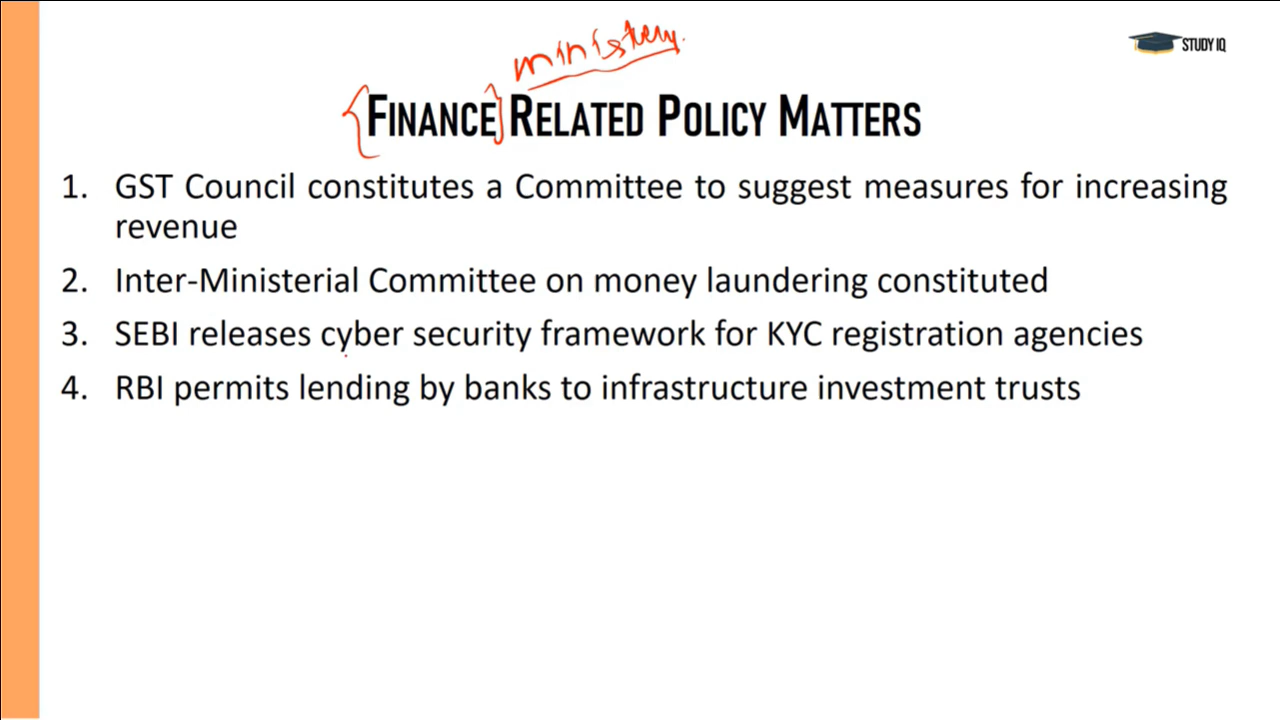 ministery.
STUDY IQ
{FINANCE} RELATED POLICY MATTERS
1. GST Council constitutes a Committee to suggest measures for increasing
revenue
2. Inter-Ministerial Committee on money laundering constituted
3. SEBI releases cyber security framework for KYC registration agencies
4. RBI permits lending by banks to infrastructure investment trusts